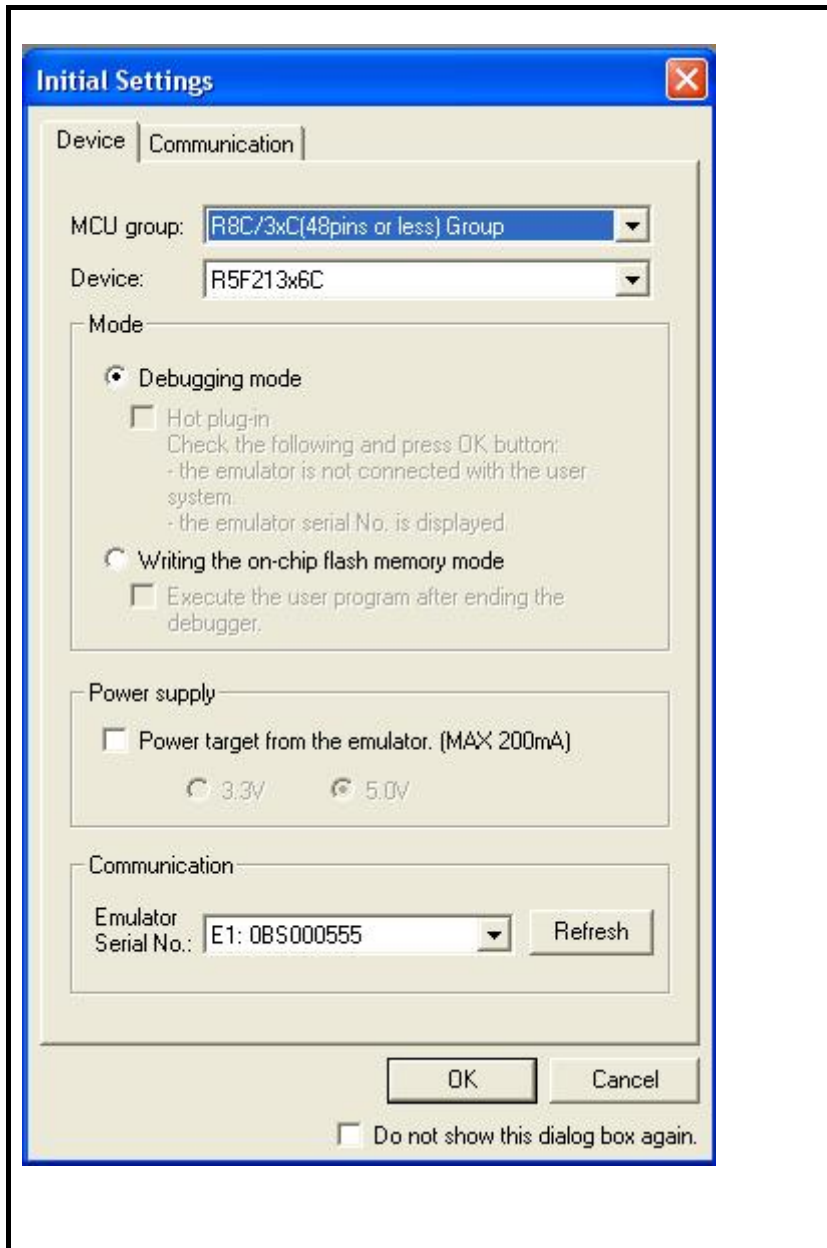 Initial Settings
Device Communication
MCU group: R8C/3xC(48pins or less) Group
Device: R5F213x6C
Mode
Debugging mode
Hot plug-in
Check the following and press OK button:
- the emulator is not connected with the user
system.
- the emulator serial No. is displayed.
Writing the on-chip flash memory mode
Execute the user program after ending the
debugger.
Power supply
Power target from the emulator. (MAX 200mA)
3.3V 5.0V
Communication
Emulator
Serial No.: E1: 0BS000555 Refresh
OK Cancel
Do not show this dialog box again.